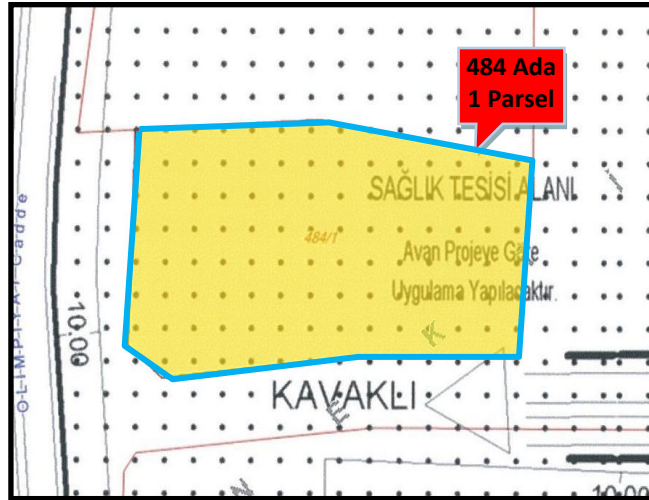 484 Ada
1 Parsel
SAĞLIK TESİSİ ALANI
484/1
Avan Projeye Göre
Uygulama Yapılacaktır.
10.00
OLİMPİYAT Cadde
K
KAVAKLI
E
N
10.00